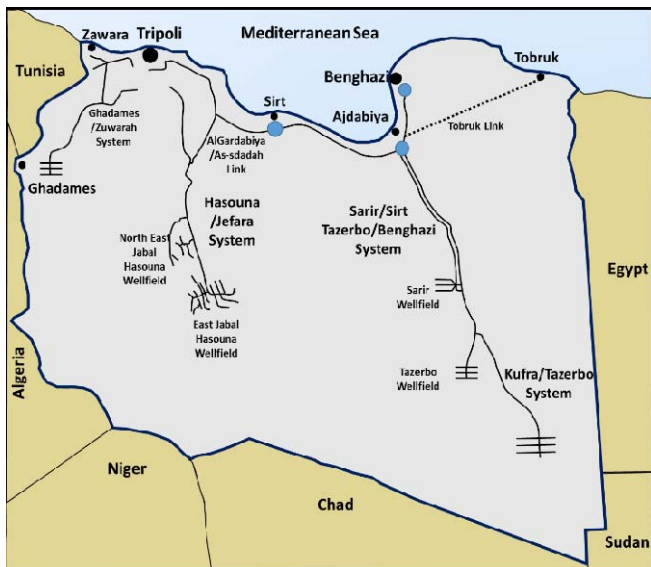 Mediterranean Sea
Zawara
Tripoli
Tunisia
Benghazi
Tobruk
Ghadames
/Zuwarah
System
Sirt
Ajdabiya
Tobruk Link
AlGardabiya
/As-sdadah
Link
Ghadames
Hasouna
/Jefara
System
Sarir/Sirt
Tazerbo/Benghazi
System
North East
Jabal
Hasouna
Wellfield
Sarir
Wellfield
Egypt
East Jabal
Hasouna
Wellfield
Tazerbo
Wellfield
Kufra/Tazerbo
System
Algeria
Niger
Chad
Sudan